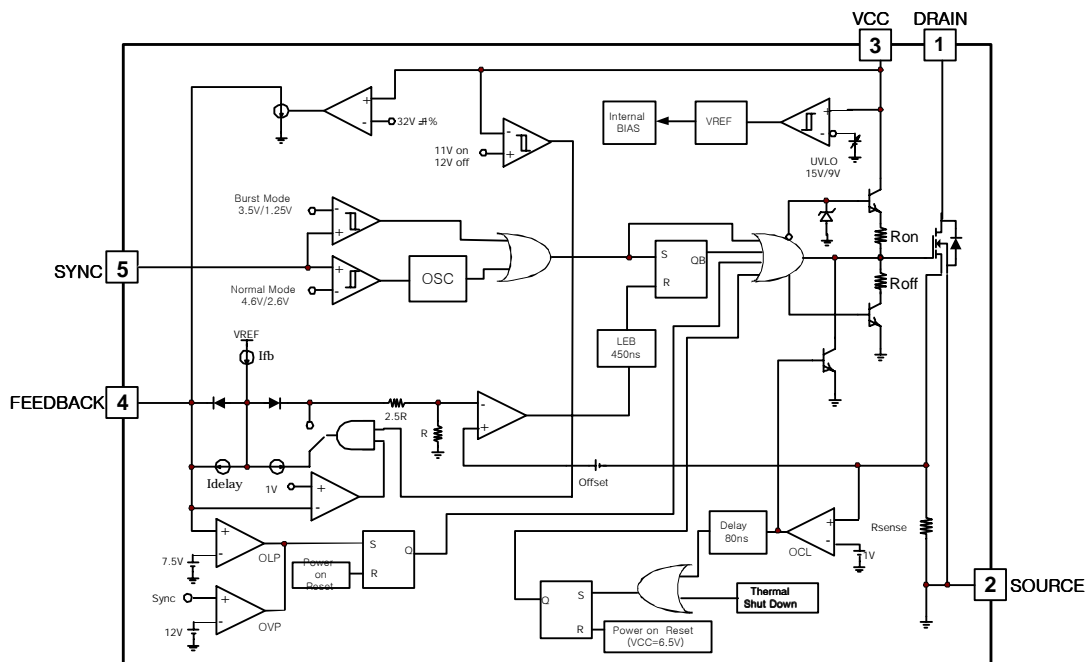 VCC DRAIN
3 1
+
-
32V
+
-
11V on
12V off
-
+
Internal
BIAS
VREF
+
-
UVLO
15V/9V
Burst Mode
3.5V/1.25V
-
+
SYNC 5
+
-
Normal Mode
4.6V/2.6V
OSC
S QB
R
Ron
Roff
LEB
450ns
VREF
Ifb
FEEDBACK 4
2.5R
R
-
+
Idelay
1V
+
-
Offset
7.5V
+
-
OLP
S Q
R
Power
on
Reset
Sync
12V
+
-
OVP
Delay
80ns
OCL
+
-
1V
Rsense
2 SOURCE
Q S
R
Thermal
Shut Down
Power on Reset
(VCC=6.5V)